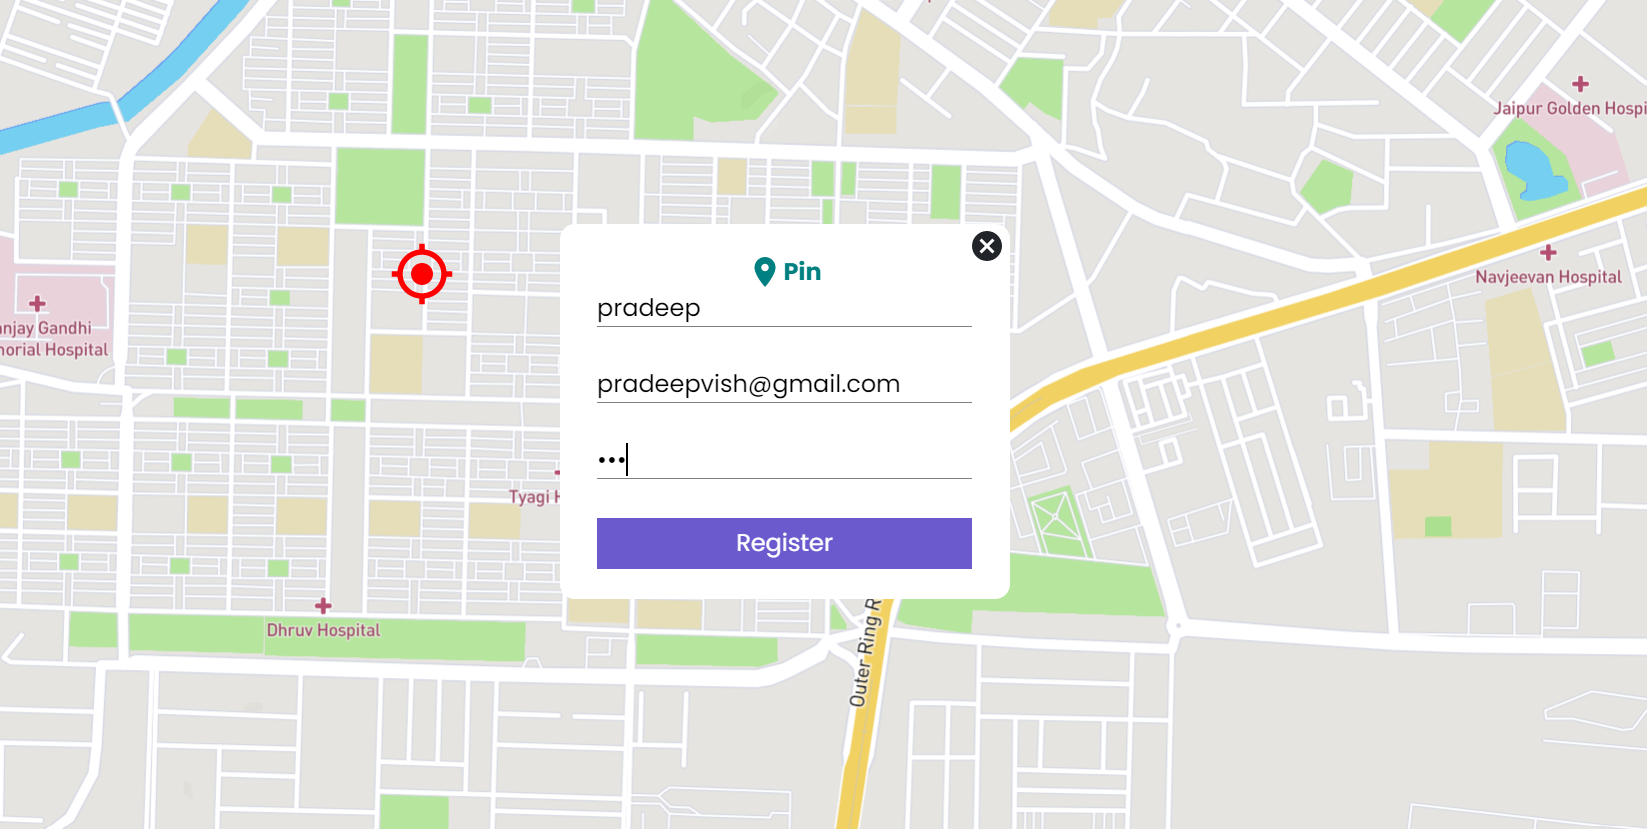 Jaipur Golden Hospi
Navjeevan Hospital
Pin
pradeep
anjay Gandhi
norial Hospital
pradeepvish@gmail.com
•••
Tyagi H
Register
Dhruv Hospital
Outer Ring R